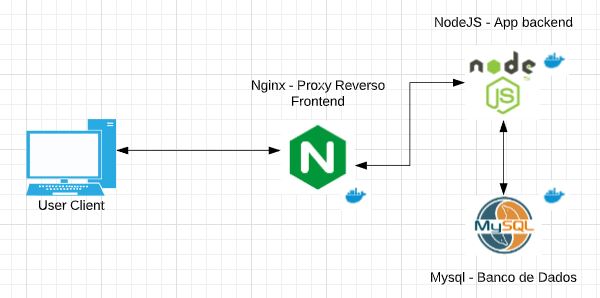 NodeJS - App backend
node
JS
Nginx - Proxy Reverso
Frontend
N
User Client
MySQL
Mysql - Banco de Dados